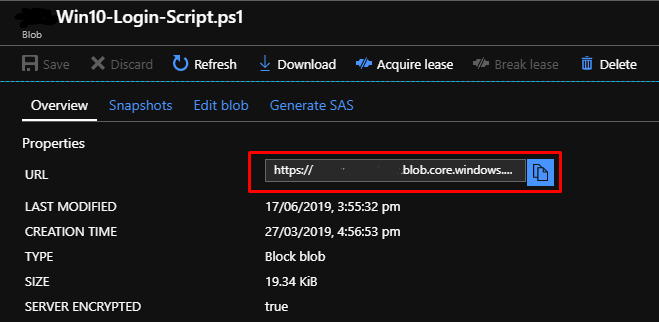 Win10-Login-Script.ps1
Blob
Save Discard Refresh Download Acquire lease Break lease Delete
Overview Snapshots Edit blob Generate SAS
Properties
URL https:// .blob.core.windows....
LAST MODIFIED 17/06/2019, 3:55:32 pm
CREATION TIME 27/03/2019, 4:56:53 pm
TYPE Block blob
SIZE 19.34 KiB
SERVER ENCRYPTED true